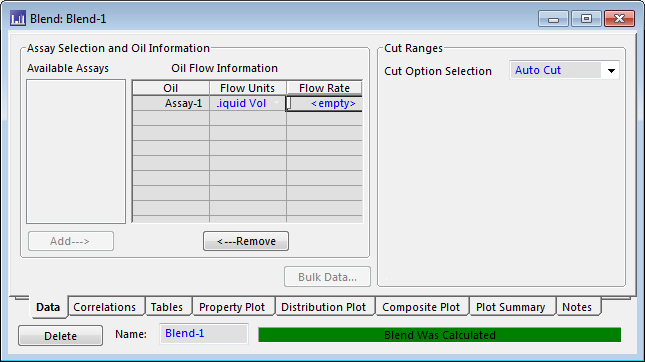 Blend: Blend-1
Assay Selection and Oil Information
Available Assays
Oil Flow Information
Oil Flow Units Flow Rate
Assay-1 .iquid Vol <empty>
Add--->
<---Remove
Bulk Data...
Cut Ranges
Cut Option Selection Auto Cut
Data Correlations Tables Property Plot Distribution Plot Composite Plot Plot Summary Notes
Delete Name: Blend-1 Blend Was Calculated